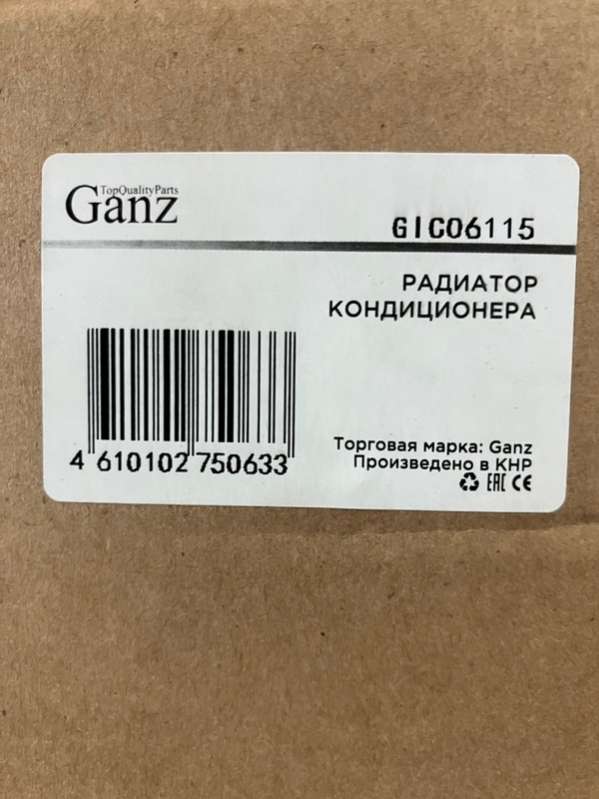 TopQualityParts
Ganz
GIC06115
РАДИАТОР
КОНДИЦИОНЕРА
4 610102 750633
Торговая марка: Ganz
Произведено в КНР
EAC CE